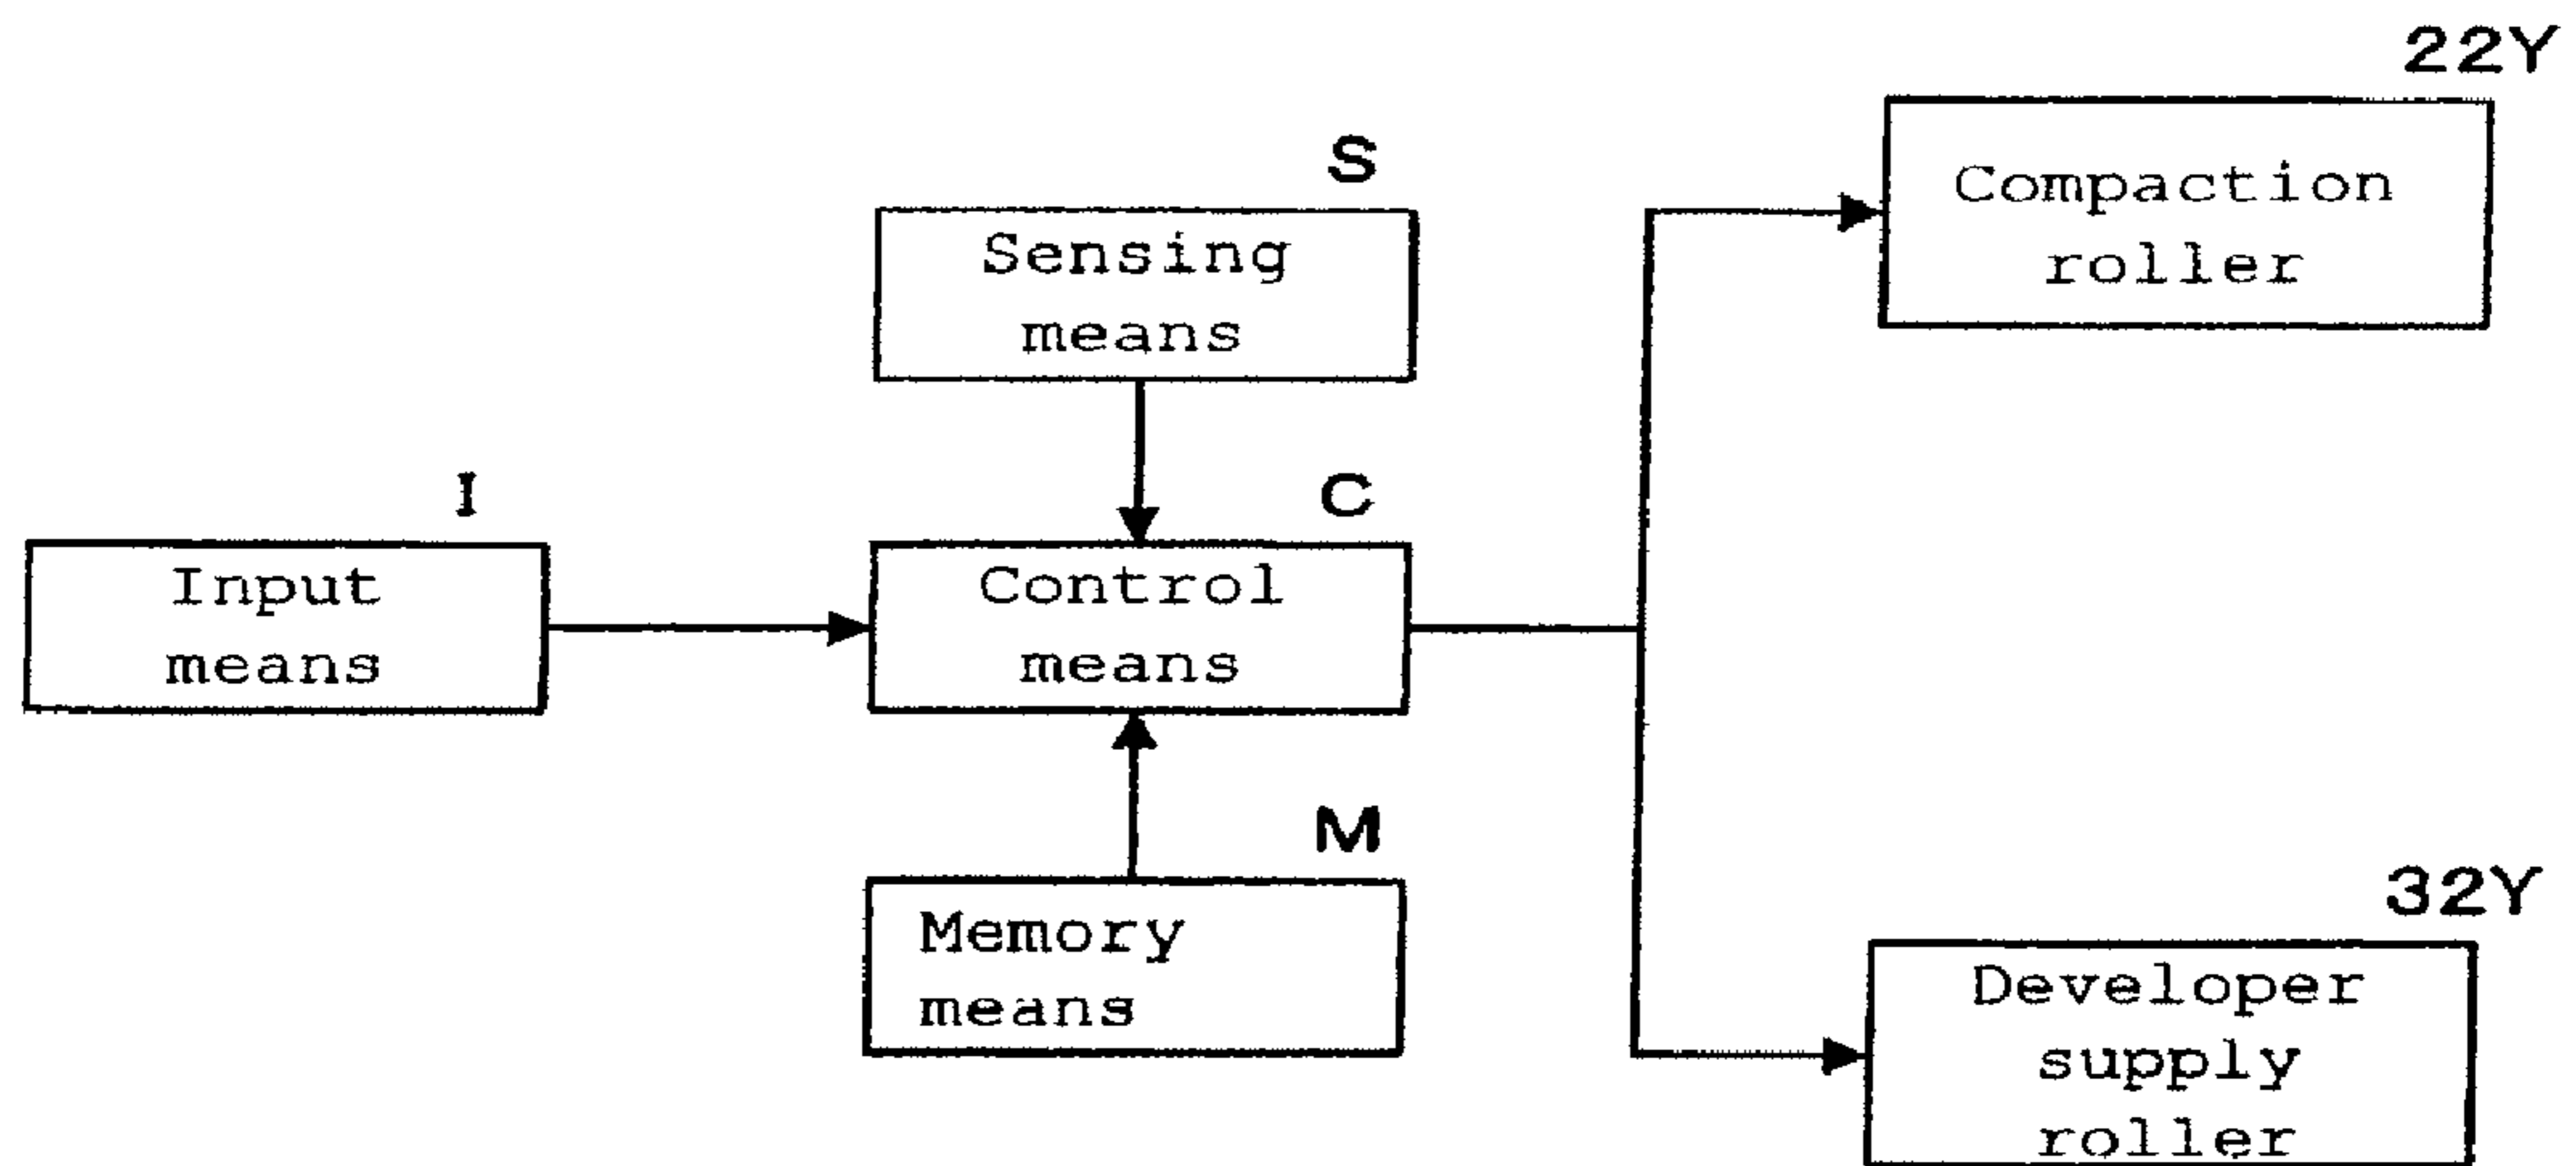 22Y
Compaction
roller
S
Sensing
means
I
Input
means
C
Control
means
M
Memory
means
32Y
Developer
supply
roller